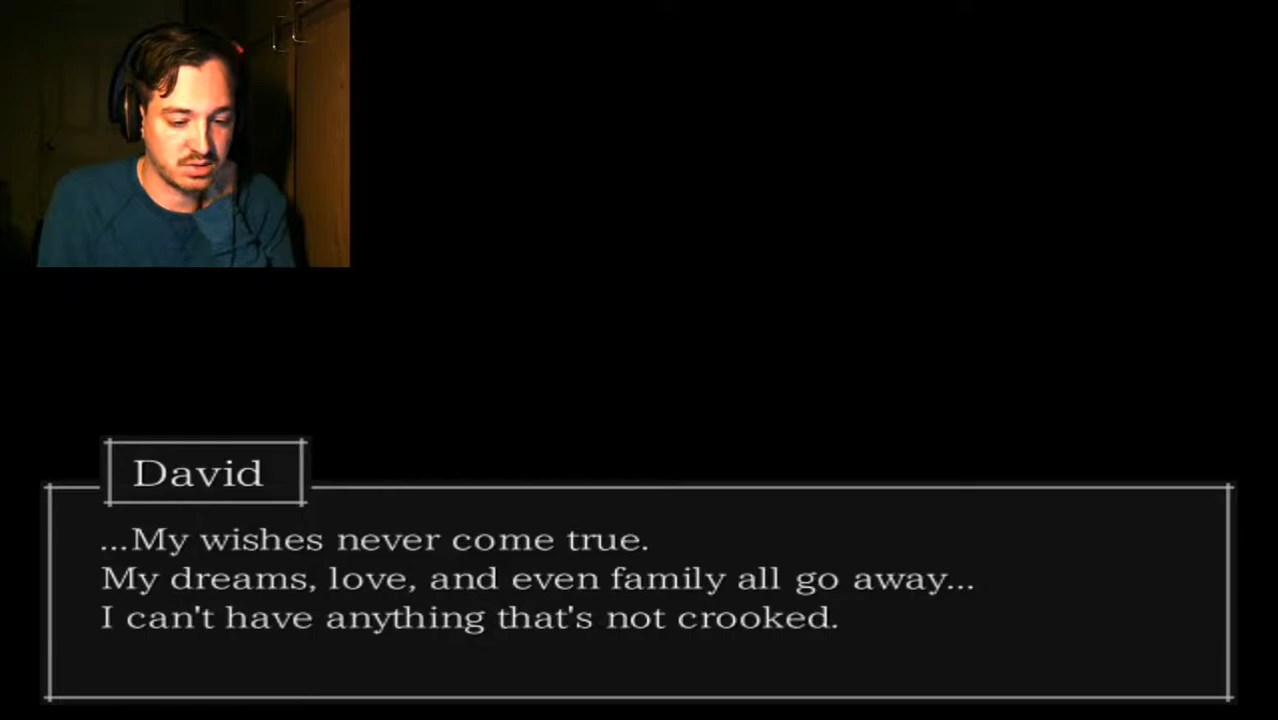 David
...My wishes never come true.
My dreams, love, and even family all go away...
I can't have anything that's not crooked.